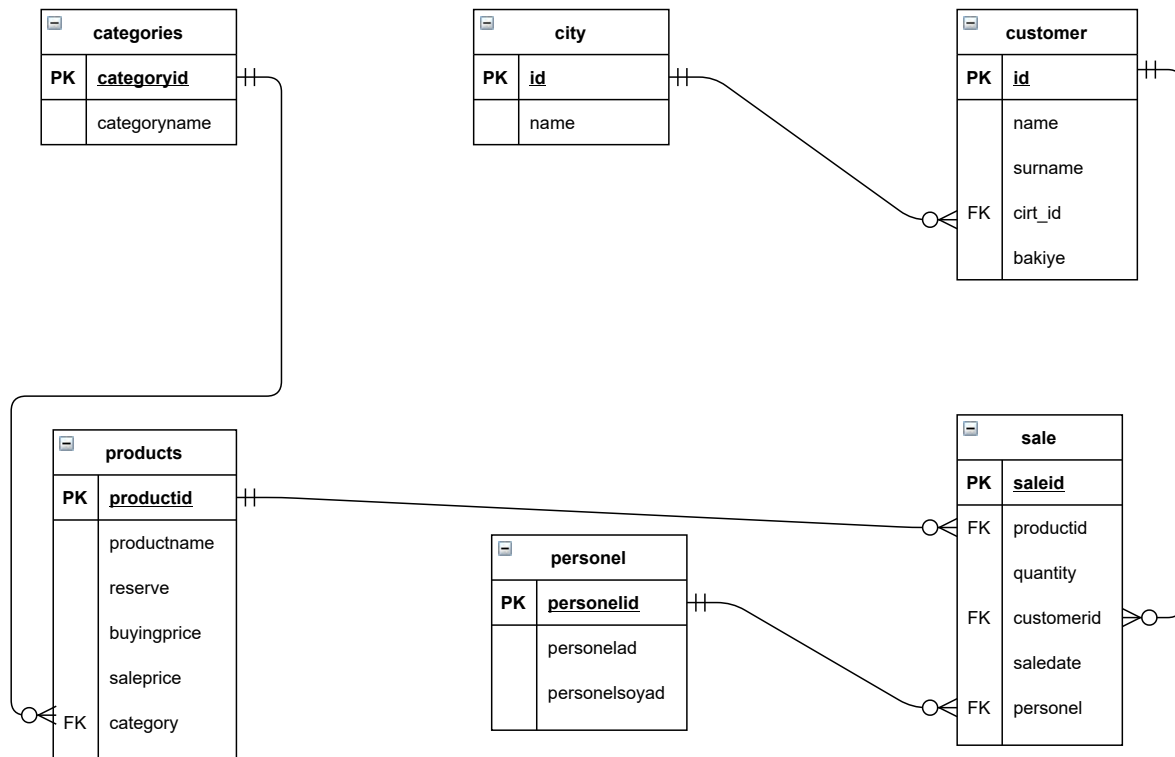 categories
PK categoryid
categoryname
city
PK id
name
customer
PK id
name
surname
FK cirt_id
bakiye
products
PK productid
productname
reserve
buyingprice
saleprice
FK category
personel
PK personelid
personelad
personelsoyad
sale
PK saleid
FK productid
quantity
FK customerid
saledate
FK personel